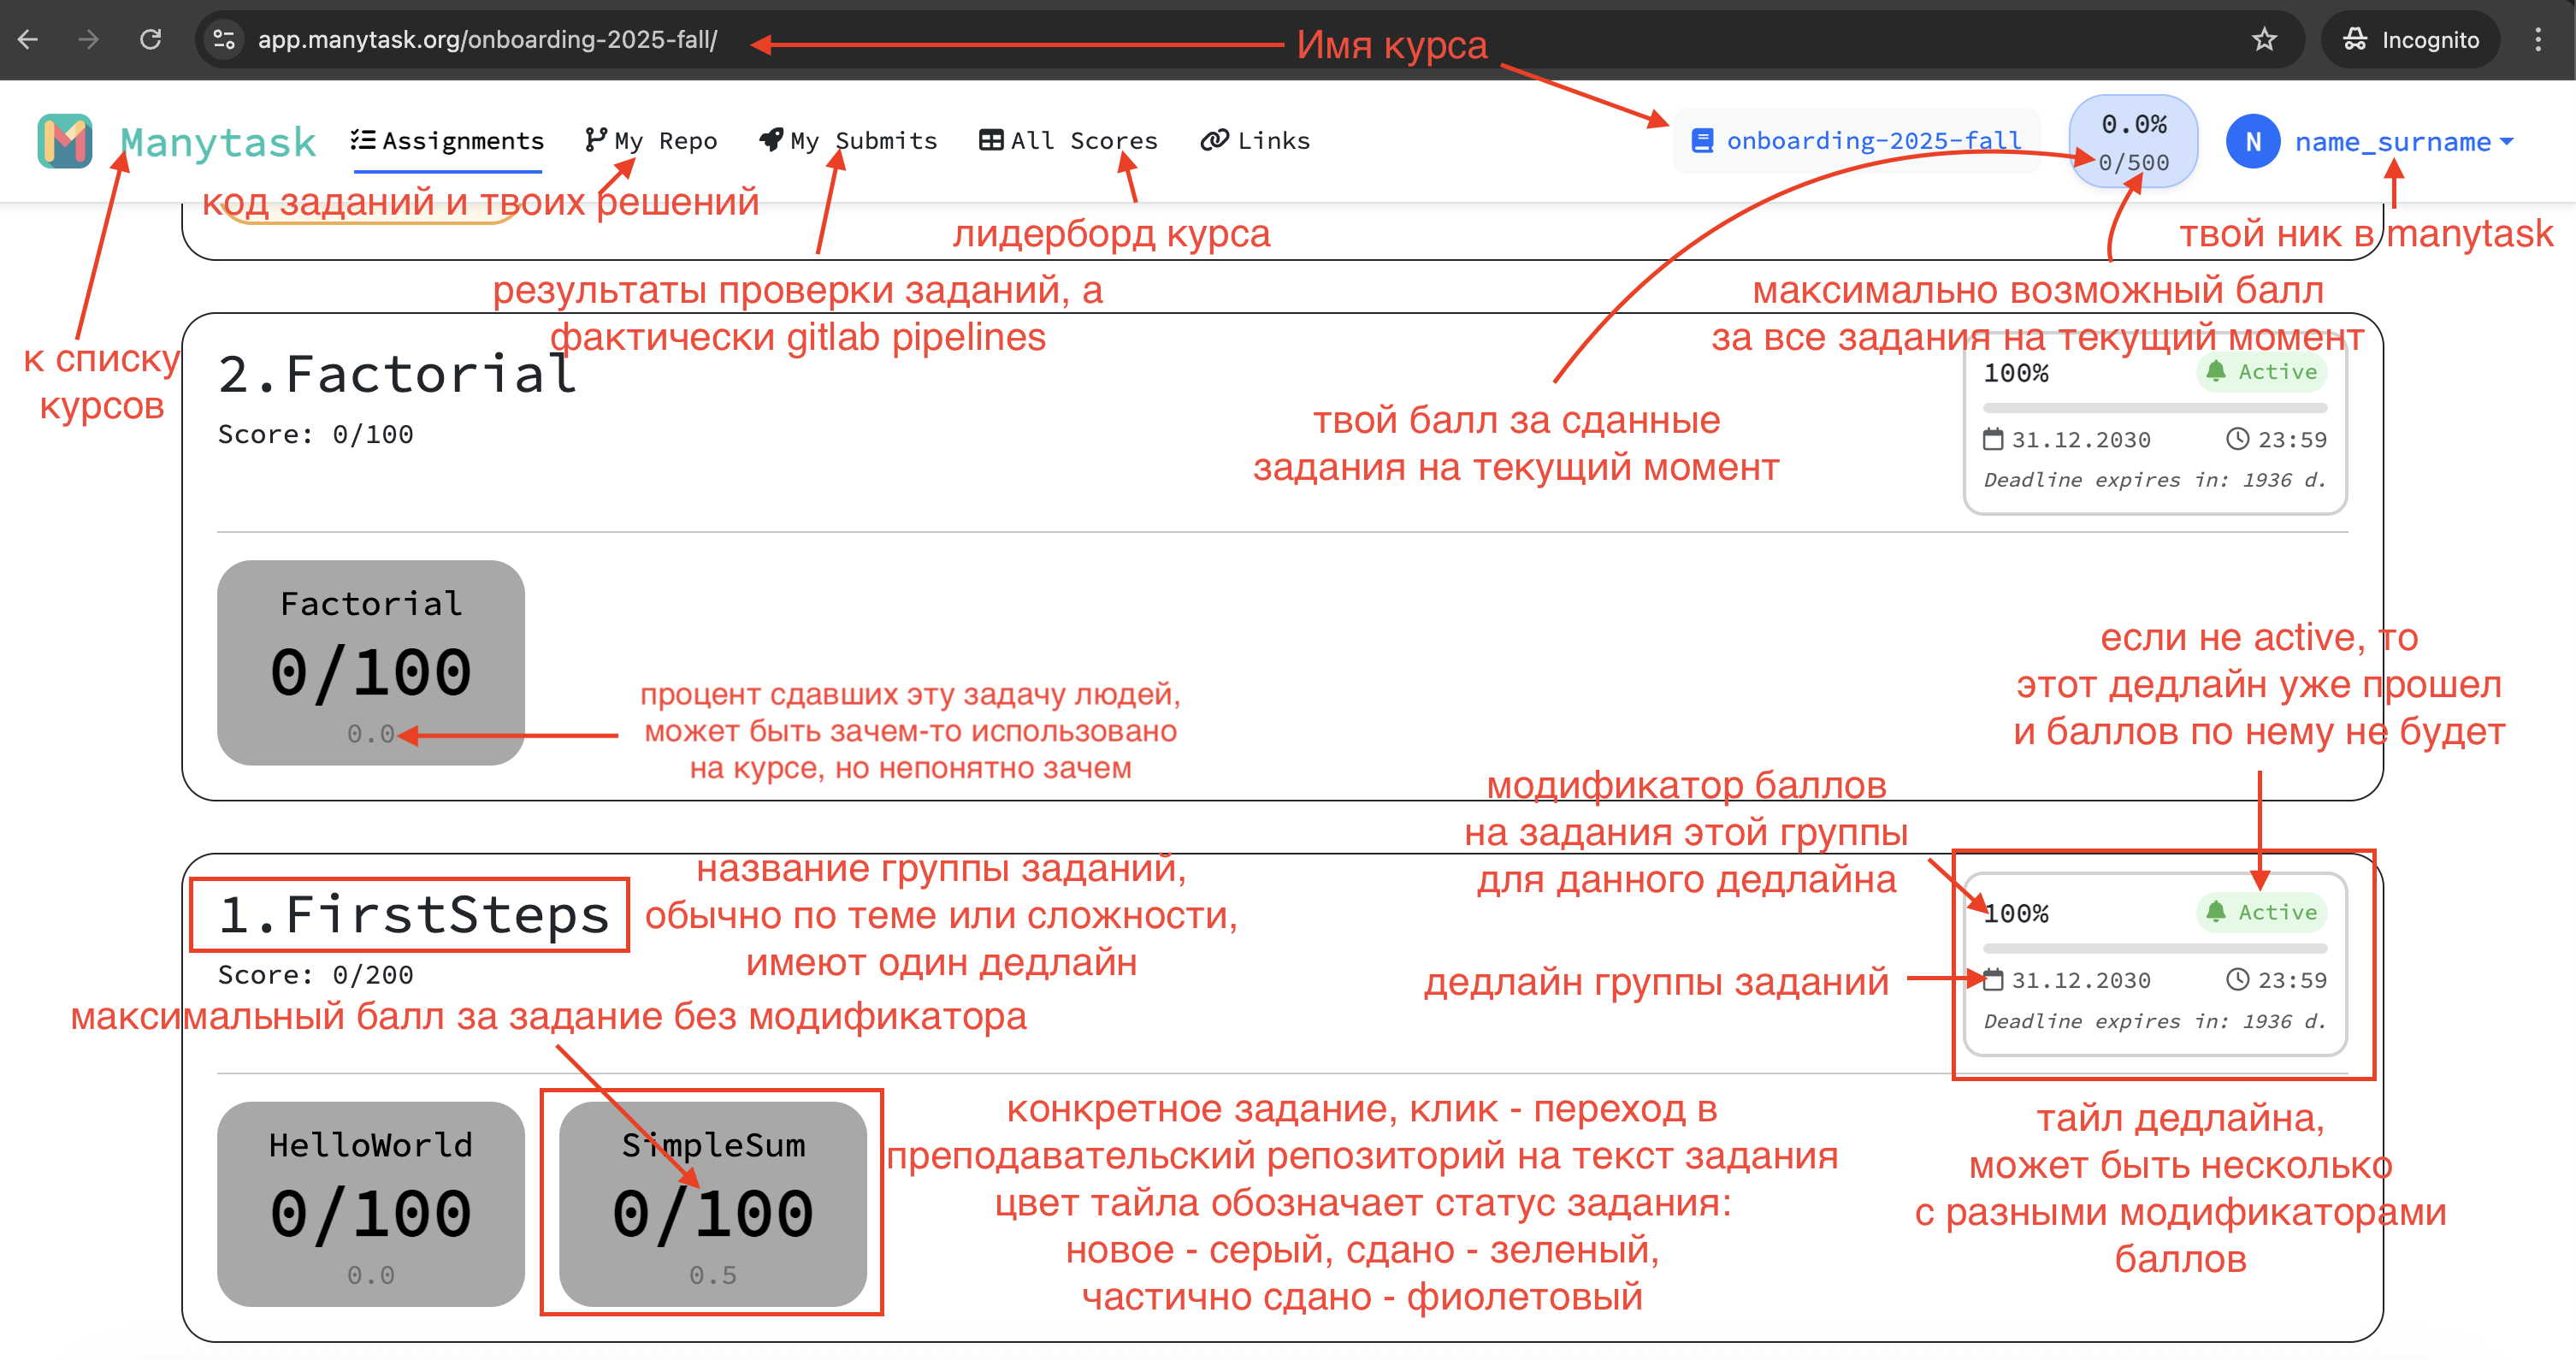 app.manytask.org/onboarding-2025-fall/
Имя курса
Incognito
Manytask
Assignments
My Repo
My Submits
All Scores
Links
onboarding-2025-fall
0.0%
0/500
N
name_surname
код заданий и твоих решений
лидерборд курса
твой ник в manytask
результаты проверки заданий, а
фактически gitlab pipelines
максимально возможный балл
за все задания на текущий момент
к списку
курсов
2.Factorial
Score: 0/100
твой балл за сданные
задания на текущий момент
100%
Active
31.12.2030
23:59
Deadline expires in: 1936 d.
Factorial
0/100
0.0
процент сдавших эту задачу людей,
может быть зачем-то использовано
на курсе, но непонятно зачем
если не active, то
этот дедлайн уже прошел
и баллов по нему не будет
модификатор баллов
на задания этой группы
для данного дедлайна
1.FirstSteps
Score: 0/200
название группы заданий,
обычно по теме или сложности,
имеют один дедлайн
100%
Active
дедлайн группы заданий
31.12.2030
23:59
Deadline expires in: 1936 d.
максимальный балл за задание без модификатора
HelloWorld
0/100
0.0
SimpleSum
0/100
0.5
конкретное задание, клик - переход в
преподавательский репозиторий на текст задания
цвет тайла обозначает статус задания:
новое - серый, сдано - зеленый,
частично сдано - фиолетовый
тайл дедлайна,
может быть несколько
с разными модификаторами
баллов